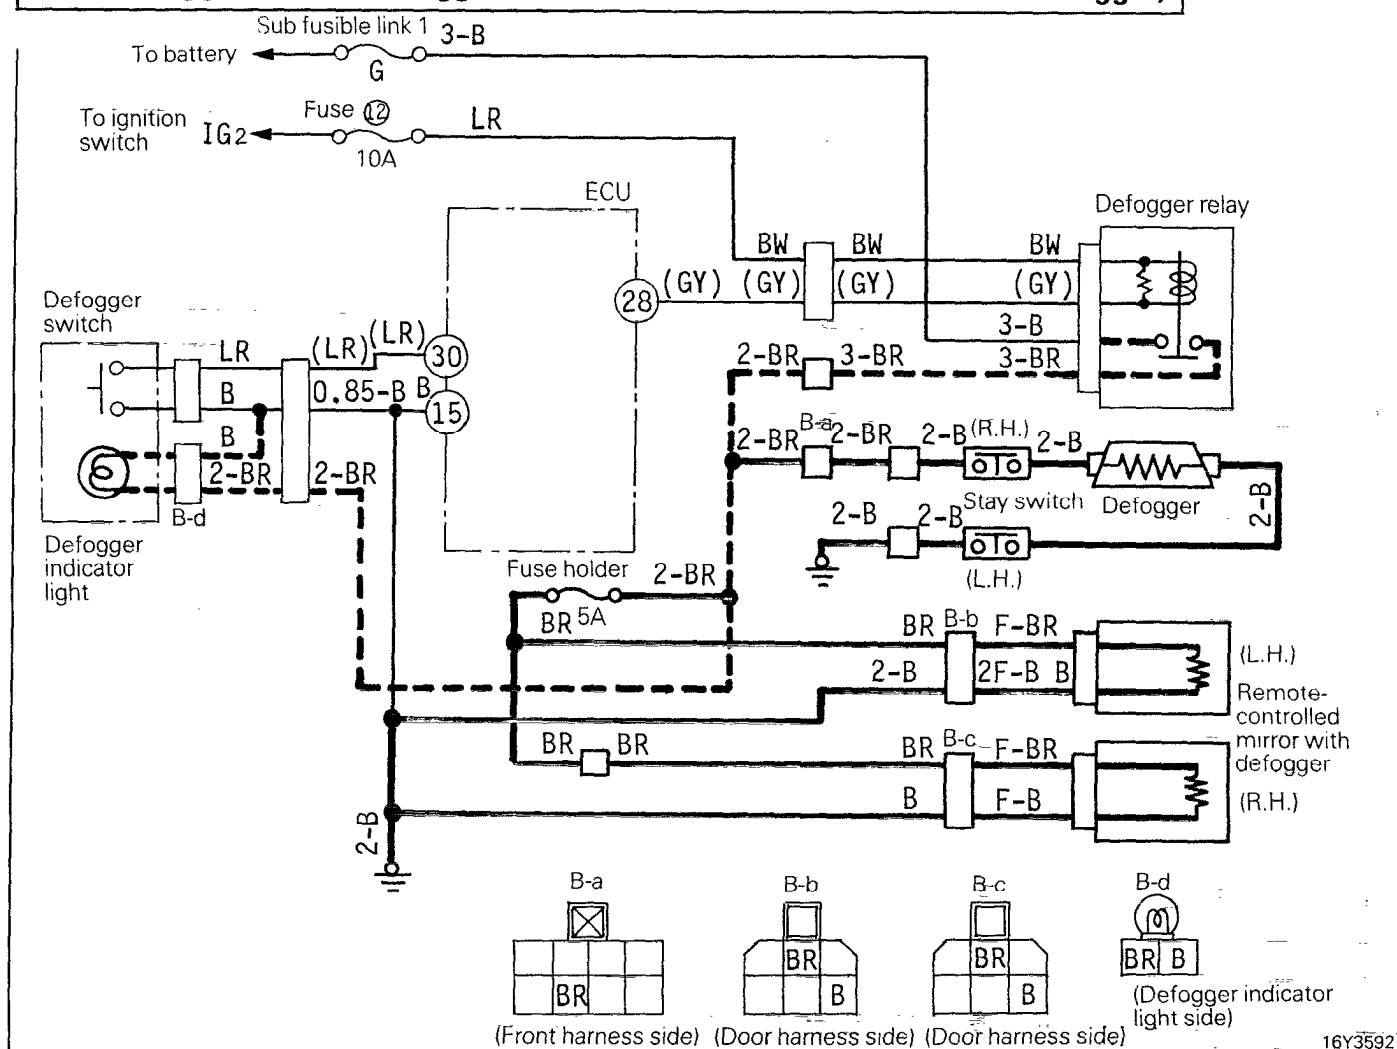 Sub fusible link 1
3-B
To battery
G
To ignition
switch
IG2
Fuse ⑫
LR
10A
ECU
Defogger relay
BW
BW
BW
28
(GY)
(GY)
(GY)
(GY)
Defogger
switch
3-B
LR
(LR)
(LR)
30
2-BR
3-BR
3-BR
B
0.85-B
B
15
B
2-BR
2-BR
B-d
2-BR
B-a
2-BR
2-B
(R.H.)
2-B
Stay switch
Defogger
2-B
2-B
2-B
(L.H.)
Defogger
indicator
light
Fuse holder
2-BR
5A
BR
BR
B-b
F-BR
(L.H.)
2-B
2F-B
B
Remote-
controlled
mirror with
defogger
BR
BR
BR
B-c
F-BR
(R.H.)
B
F-B
2-B
B-a
B-b
B-c
B-d
BR
BR
BR
B
BR
B
B
(Front harness side)
(Door harness side)
(Door harness side)
(Defogger indicator
light side)
16Y3592